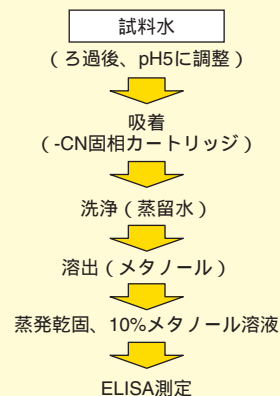 試料水
(ろ過後、pH5に調整)
吸着
(-CN固相カートリッジ)
洗浄(蒸留水)
溶出(メタノール)
蒸発乾固、10%メタノール溶液
ELISA測定